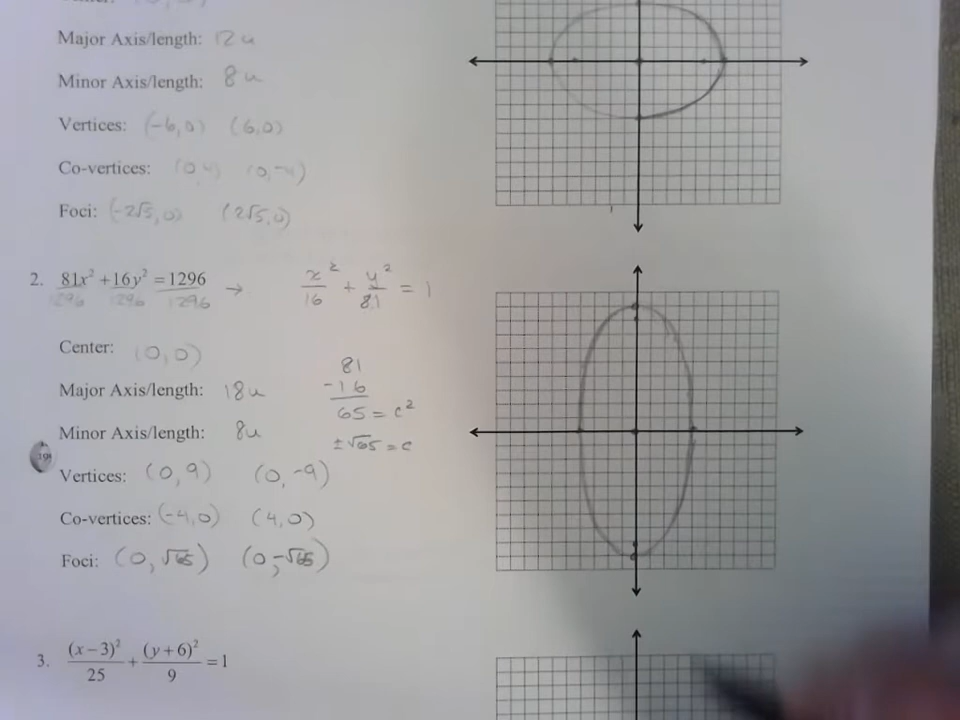 Major Axis/length: 12u
Minor Axis/length: 8u
Vertices: (-6,0) (6,0)
Co-vertices: (0,4) (0,-4)
Foci: (-2√5,0) (2√5,0)
2. 81x² + 16y² = 1296 → x²/16 + y²/81 = 1
1296 1296 1296
Center: (0,0)
81
Major Axis/length: 18u
-16
65 = c²
Minor Axis/length: 8u
±√65 = c
Vertices: (0,9) (0,-9)
Co-vertices: (-4,0) (4,0)
Foci: (0,√65) (0,-√65)
3. (x-3)²/25 + (y+6)²/9 = 1